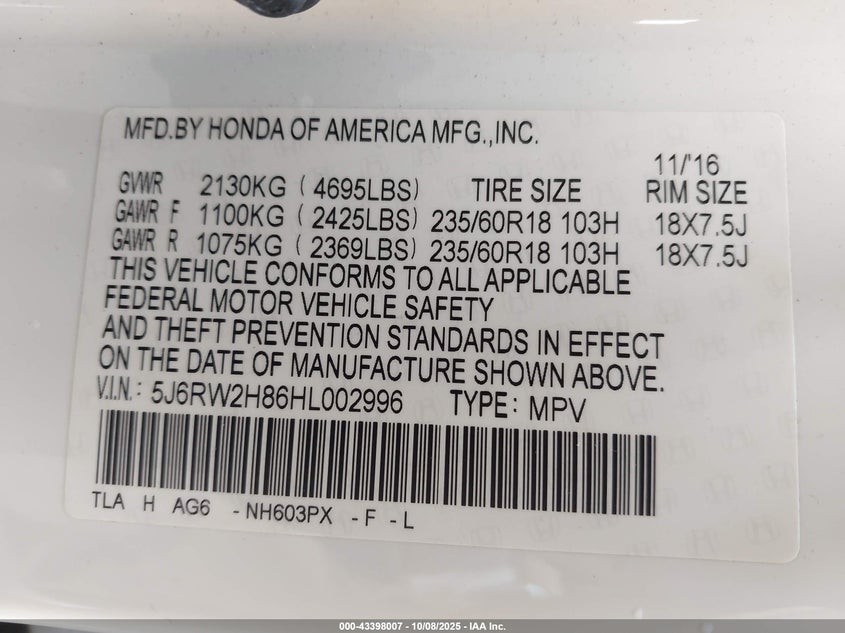 MFD.BY HONDA OF AMERICA MFG.,INC.
11/'16
GVWR 2130KG ( 4695LBS) TIRE SIZE RIM SIZE
GAWR F 1100KG ( 2425LBS) 235/60R18 103H 18X7.5J
GAWR R 1075KG ( 2369LBS) 235/60R18 103H 18X7.5J
THIS VEHICLE CONFORMS TO ALL APPLICABLE
FEDERAL MOTOR VEHICLE SAFETY
AND THEFT PREVENTION STANDARDS IN EFFECT
ON THE DATE OF MANUFACTURE SHOWN ABOVE.
V.I.N.: 5J6RW2H86HL002996 TYPE: MPV
TLA H AG6 -NH603PX -F -L
000-43398007 - 10/08/2025 - IAA Inc.